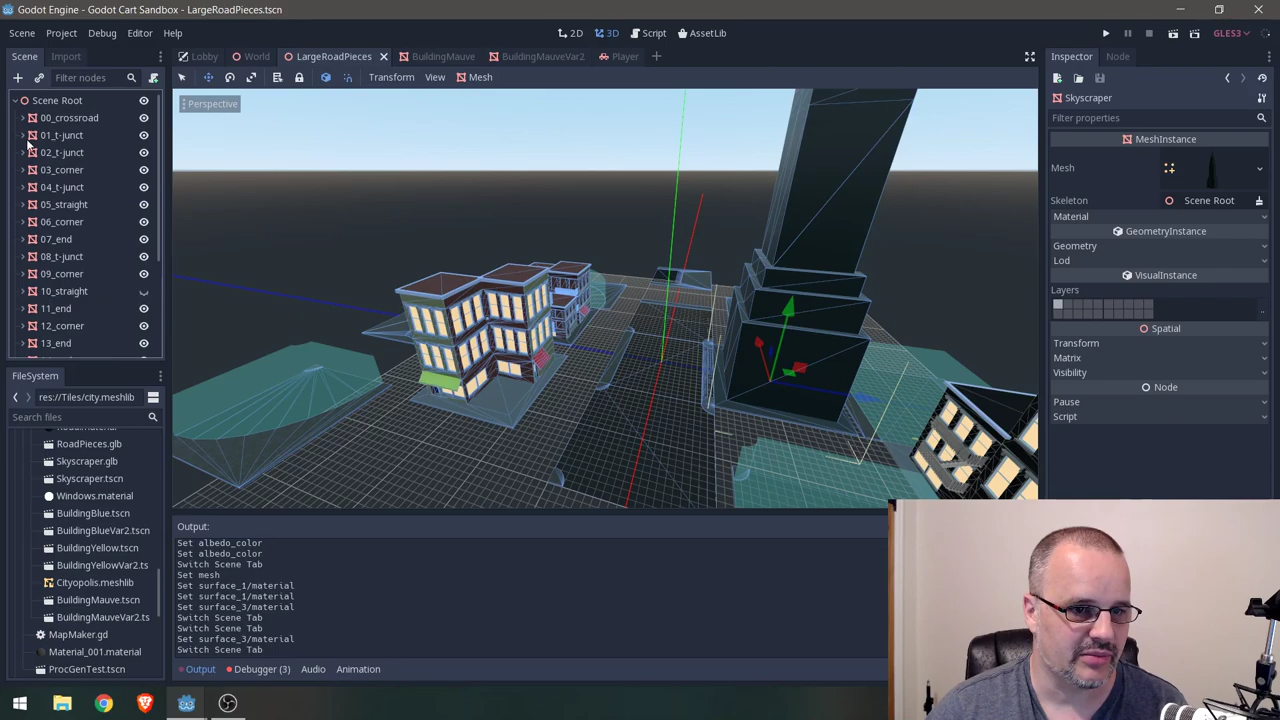 Godot Engine - Godot Cart Sandbox - LargeRoadPieces.tscn
Scene Project Debug Editor Help
2D 3D Script AssetLib
GLES3
Scene Import
Lobby World LargeRoadPieces BuildingMauve BuildingMauveVar2 Player
Inspector Node
Filter nodes
Transform View Mesh
Perspective
Scene Root
00_crossroad
01_t-junct
02_t-junct
03_corner
04_t-junct
05_straight
06_corner
07_end
08_t-junct
09_corner
10_straight
11_end
12_corner
13_end
FileSystem
res://Tiles/city.meshlib
Search files
RoadPieces.glb
Skyscraper.glb
Skyscraper.tscn
Windows.material
BuildingBlue.tscn
BuildingBlueVar2.tscn
BuildingYellow.tscn
BuildingYellowVar2.ts
Cityopolis.meshlib
BuildingMauve.tscn
BuildingMauveVar2.ts
MapMaker.gd
Material_001.material
ProcGenTest.tscn
Output:
Set albedo_color
Set albedo_color
Switch Scene Tab
Set mesh
Set surface_1/material
Set surface_1/material
Set surface_3/material
Switch Scene Tab
Switch Scene Tab
Set surface_3/material
Switch Scene Tab
Output Debugger (3) Audio Animation
Skyscraper
Filter properties
MeshInstance
Mesh
Skeleton Scene Root
Material
GeometryInstance
Geometry
Lod
VisualInstance
Layers
Spatial
Transform
Matrix
Visibility
Node
Pause
Script